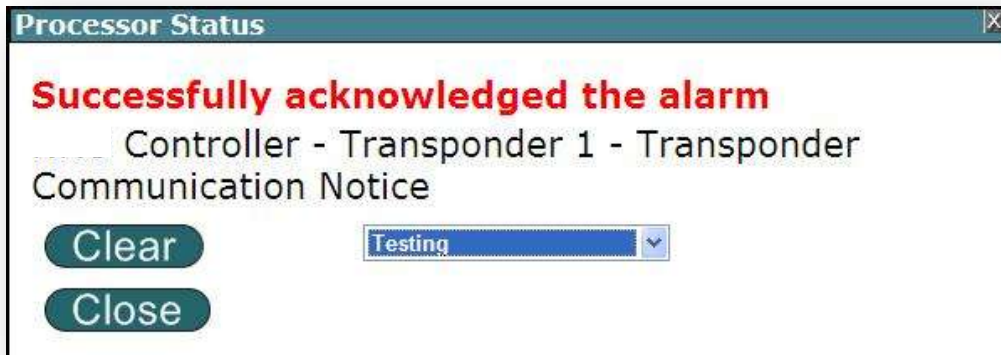 Processor Status
X
Successfully acknowledged the alarm
Controller - Transponder 1 - Transponder
Communication Notice
Clear
Testing
Close